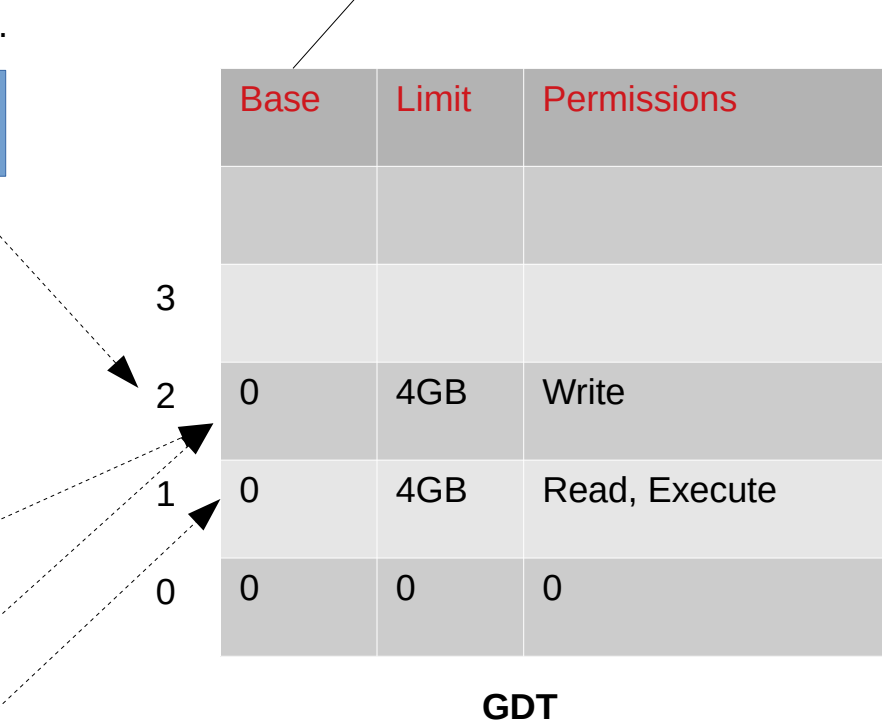 .
Base Limit Permissions
3
2 0 4GB Write
1 0 4GB Read, Execute
0 0 0 0
GDT